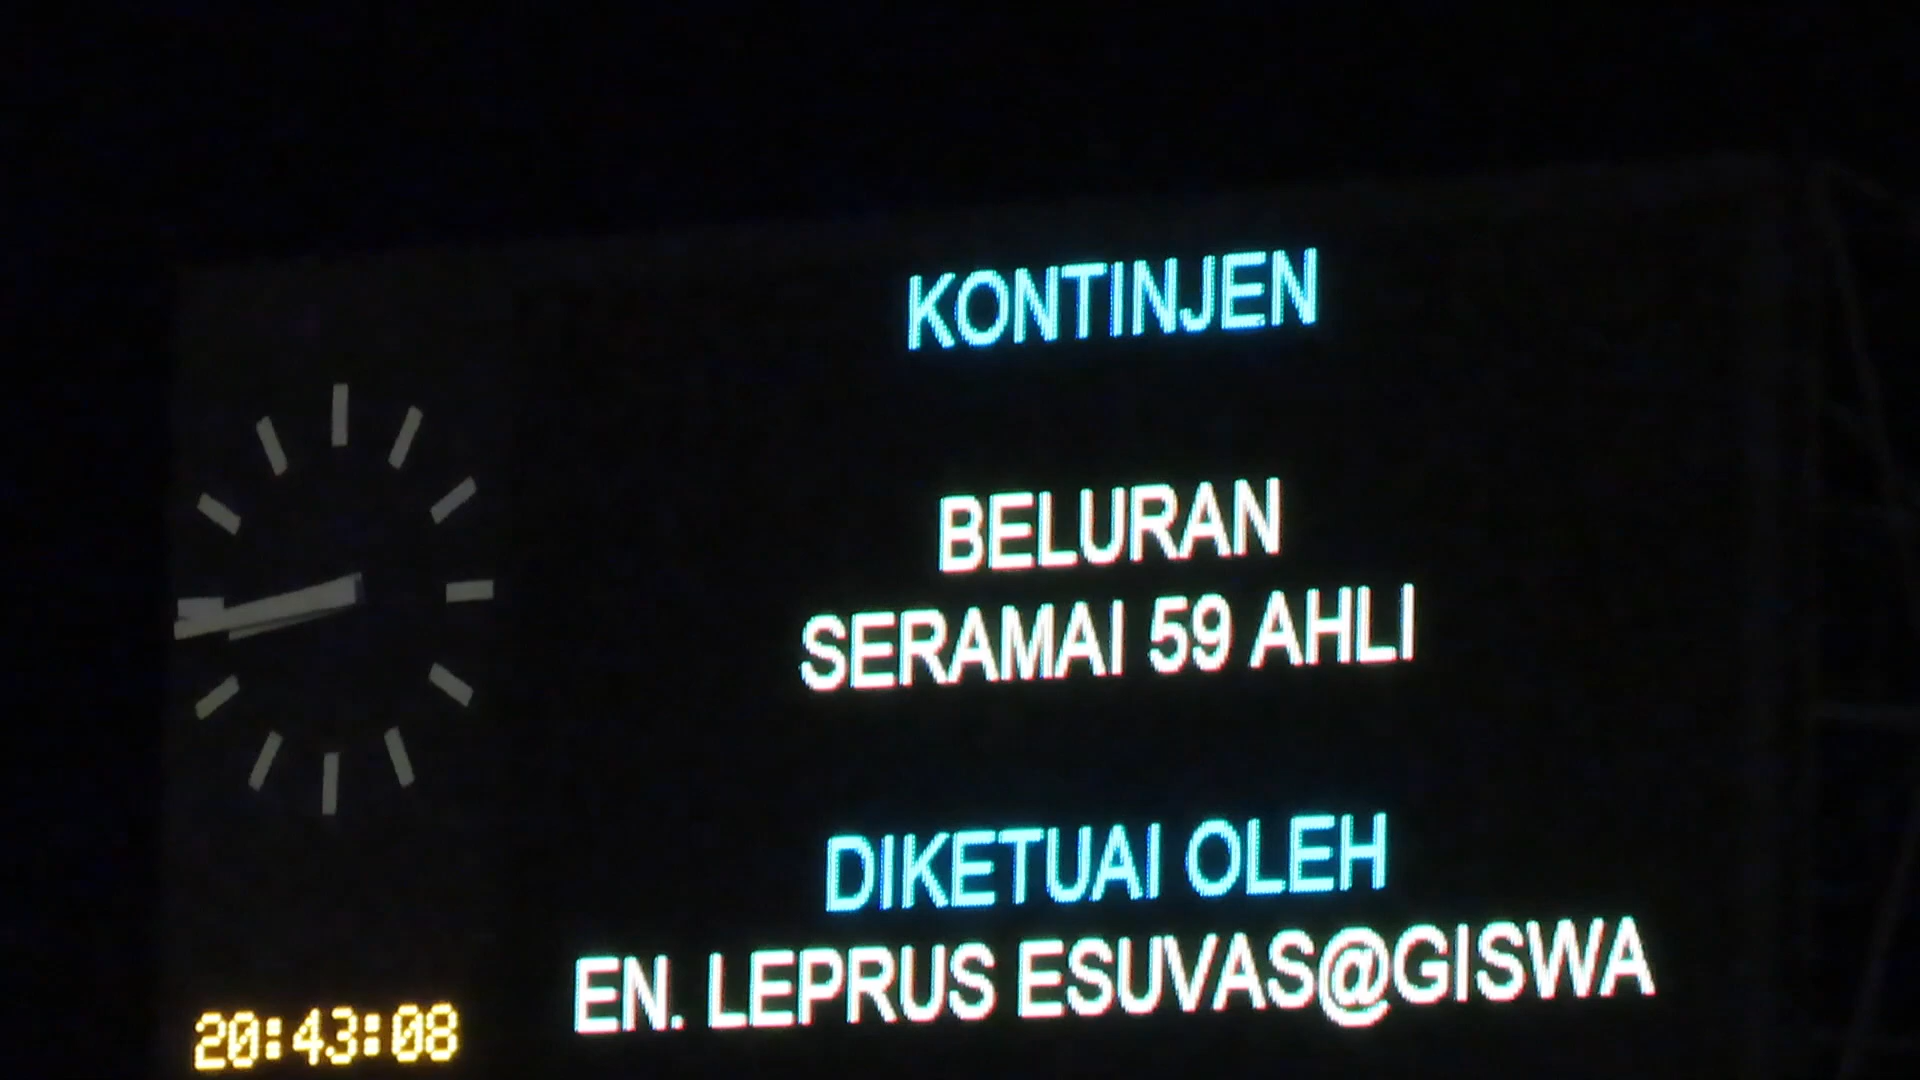 KONTINJEN
BELURAN
SERAMAI 59 AHLI
DIKETUAI OLEH
EN. LEPRUS ESUVAS@GISWA
20:43:08